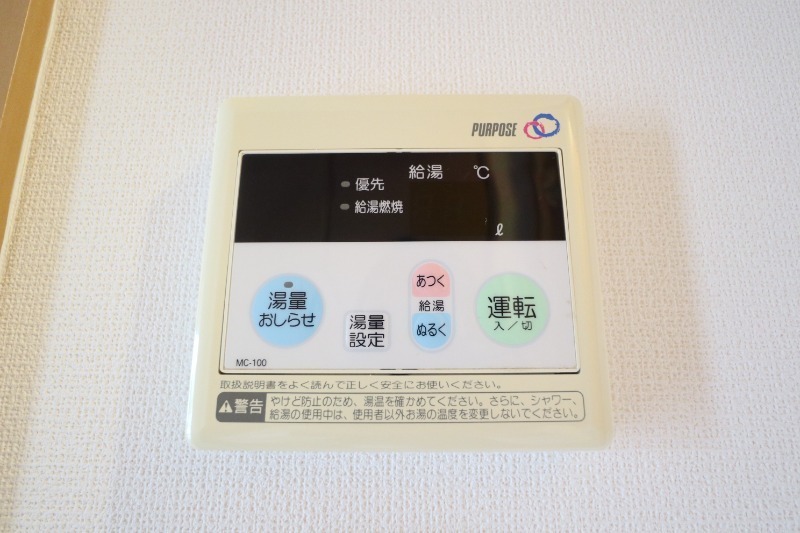 PURPOSE
給湯 ℃
優先
給湯燃焼
ℓ
湯量
おしらせ
湯量
設定
あつく
給湯
ぬるく
運転
入/切
MC-100
取扱説明書をよく読んで正しく安全にお使いください。
警告
やけど防止のため、湯温を確かめてください。さらに、シャワー、
給湯の使用中は、使用者以外お湯の温度を変更しないでください。